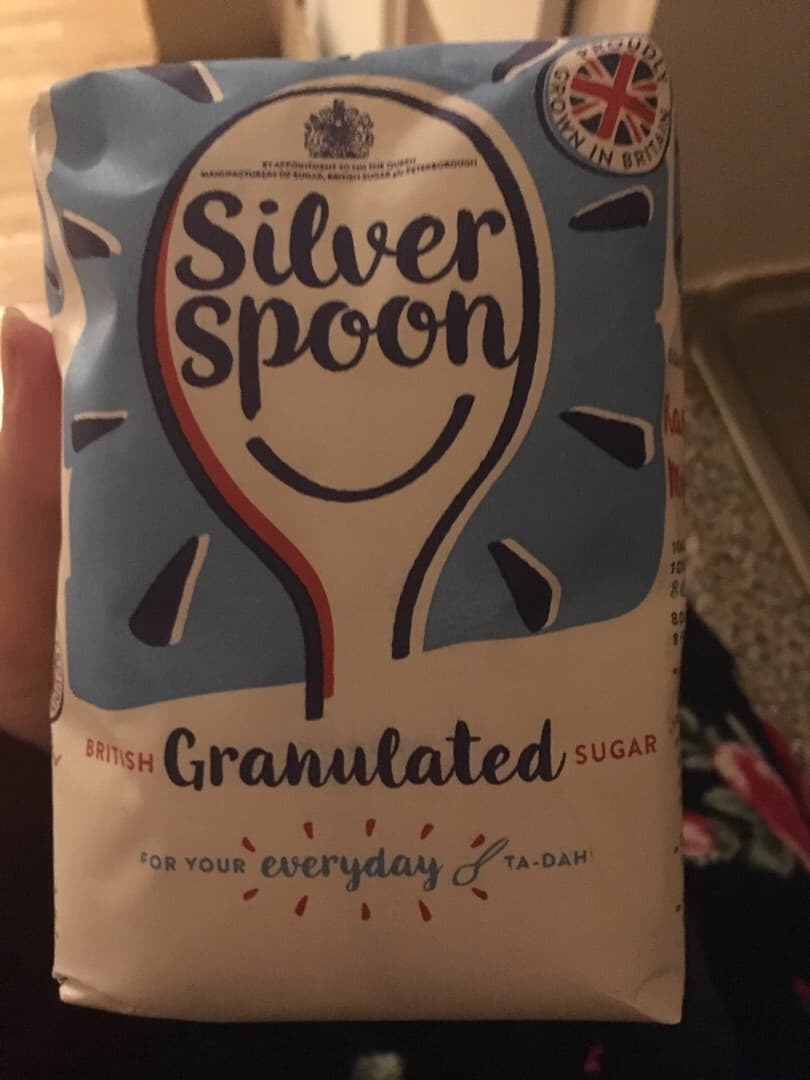 PROUDLY GROWN IN BRITAIN
BY APPOINTMENT TO HM THE QUEEN
MANUFACTURERS OF SUGAR, BRITISH SUGAR plc PETERBOROUGH
Silver
Spoon
BRITISH Granulated SUGAR
FOR YOUR everyday TA-DAH!